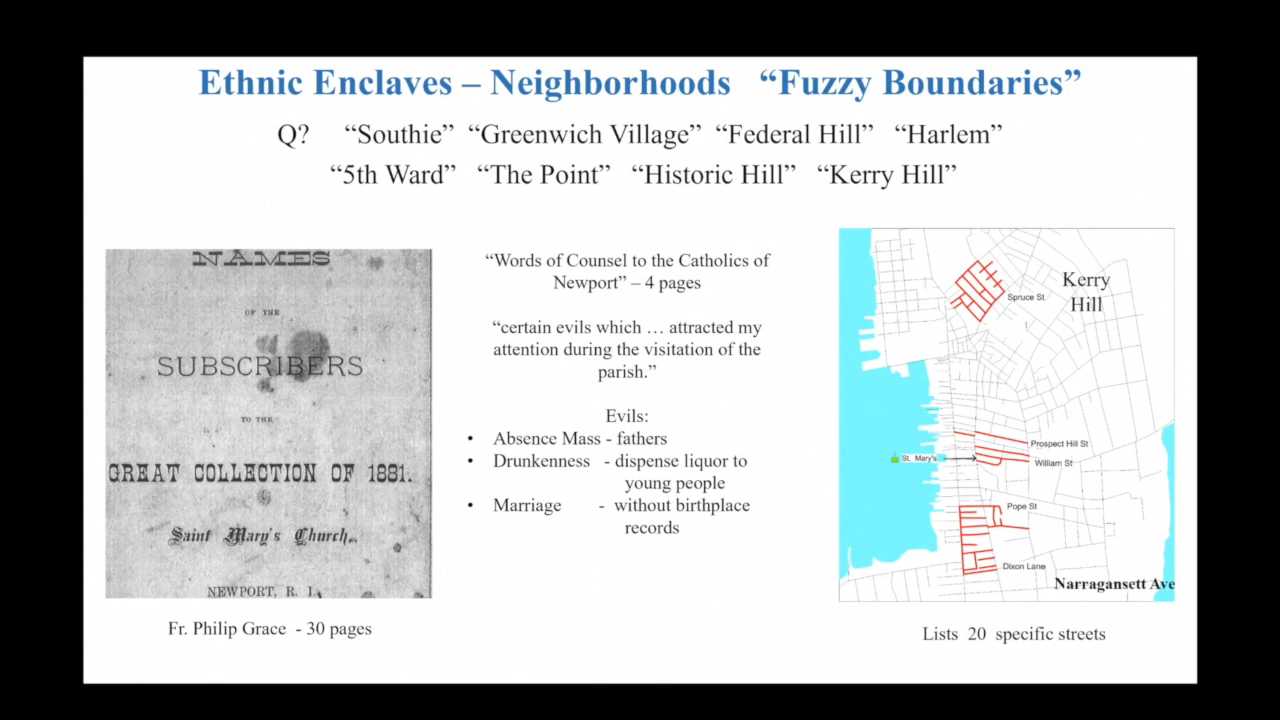 Ethnic Enclaves – Neighborhoods “Fuzzy Boundaries”
Q? “Southie” “Greenwich Village” “Federal Hill” “Harlem”
“5th Ward” “The Point” “Historic Hill” “Kerry Hill”
NAMES
OF THE
SUBSCRIBERS
TO THE
GREAT COLLECTION OF 1881.
Saint Mary's Church,
NEWPORT, R. I.
Fr. Philip Grace - 30 pages
“Words of Counsel to the Catholics of
Newport” – 4 pages
“certain evils which … attracted my
attention during the visitation of the
parish.”
Evils:
• Absence Mass - fathers
• Drunkenness - dispense liquor to
young people
• Marriage - without birthplace
records
Kerry
Hill
Spruce St.
Prospect Hill St
St. Mary's
William St
Pope St
Dixon Lane
Narragansett Ave
Lists 20 specific streets